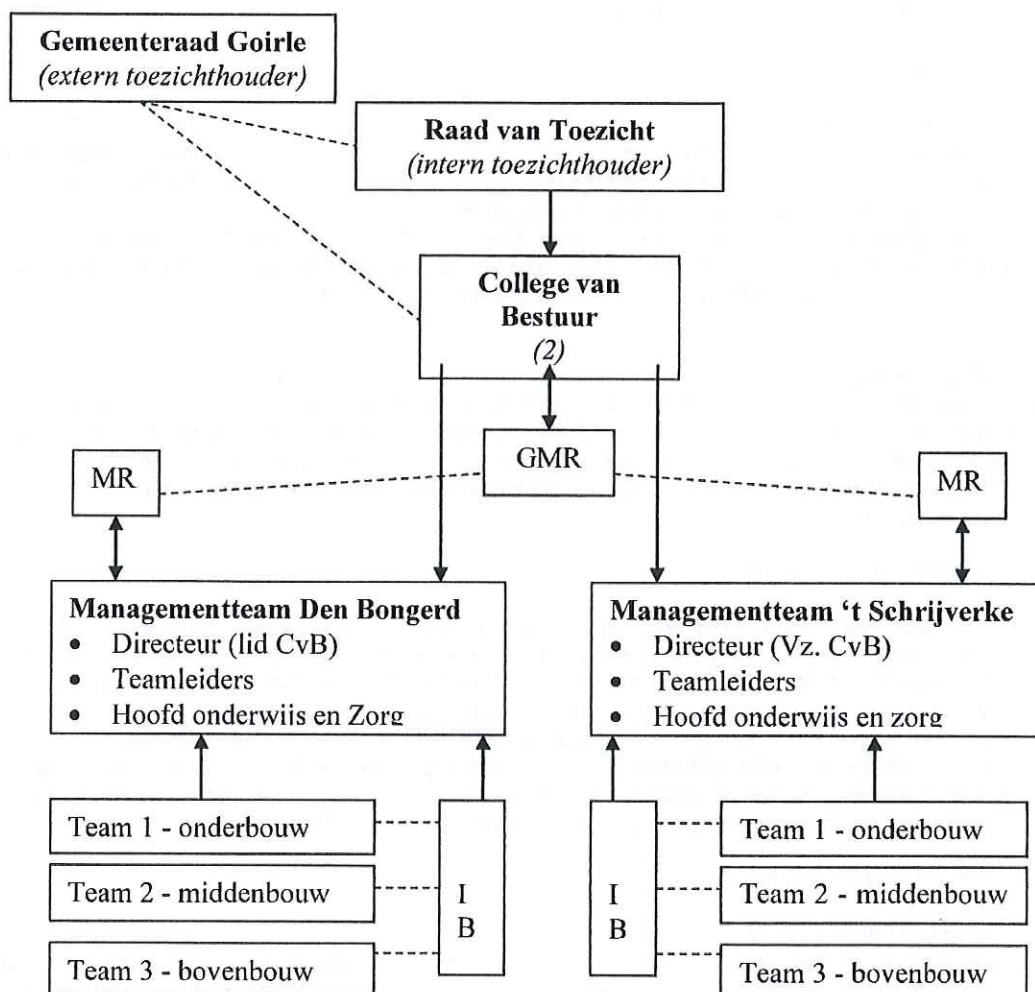 Gemeenteraad Goirle
(extern toezichthouder)
Raad van Toezicht
(intern toezichthouder)
College van
Bestuur
(2)
GMR
MR
MR
Managementteam Den Bongerd
• Directeur (lid CvB)
• Teamleiders
• Hoofd onderwijs en Zorg
Managementteam ‘t Schrijverke
• Directeur (Vz. CvB)
• Teamleiders
• Hoofd onderwijs en zorg
Team 1 - onderbouw
Team 2 - middenbouw
Team 3 - bovenbouw
I
B
I
B
Team 1 - onderbouw
Team 2 - middenbouw
Team 3 - bovenbouw